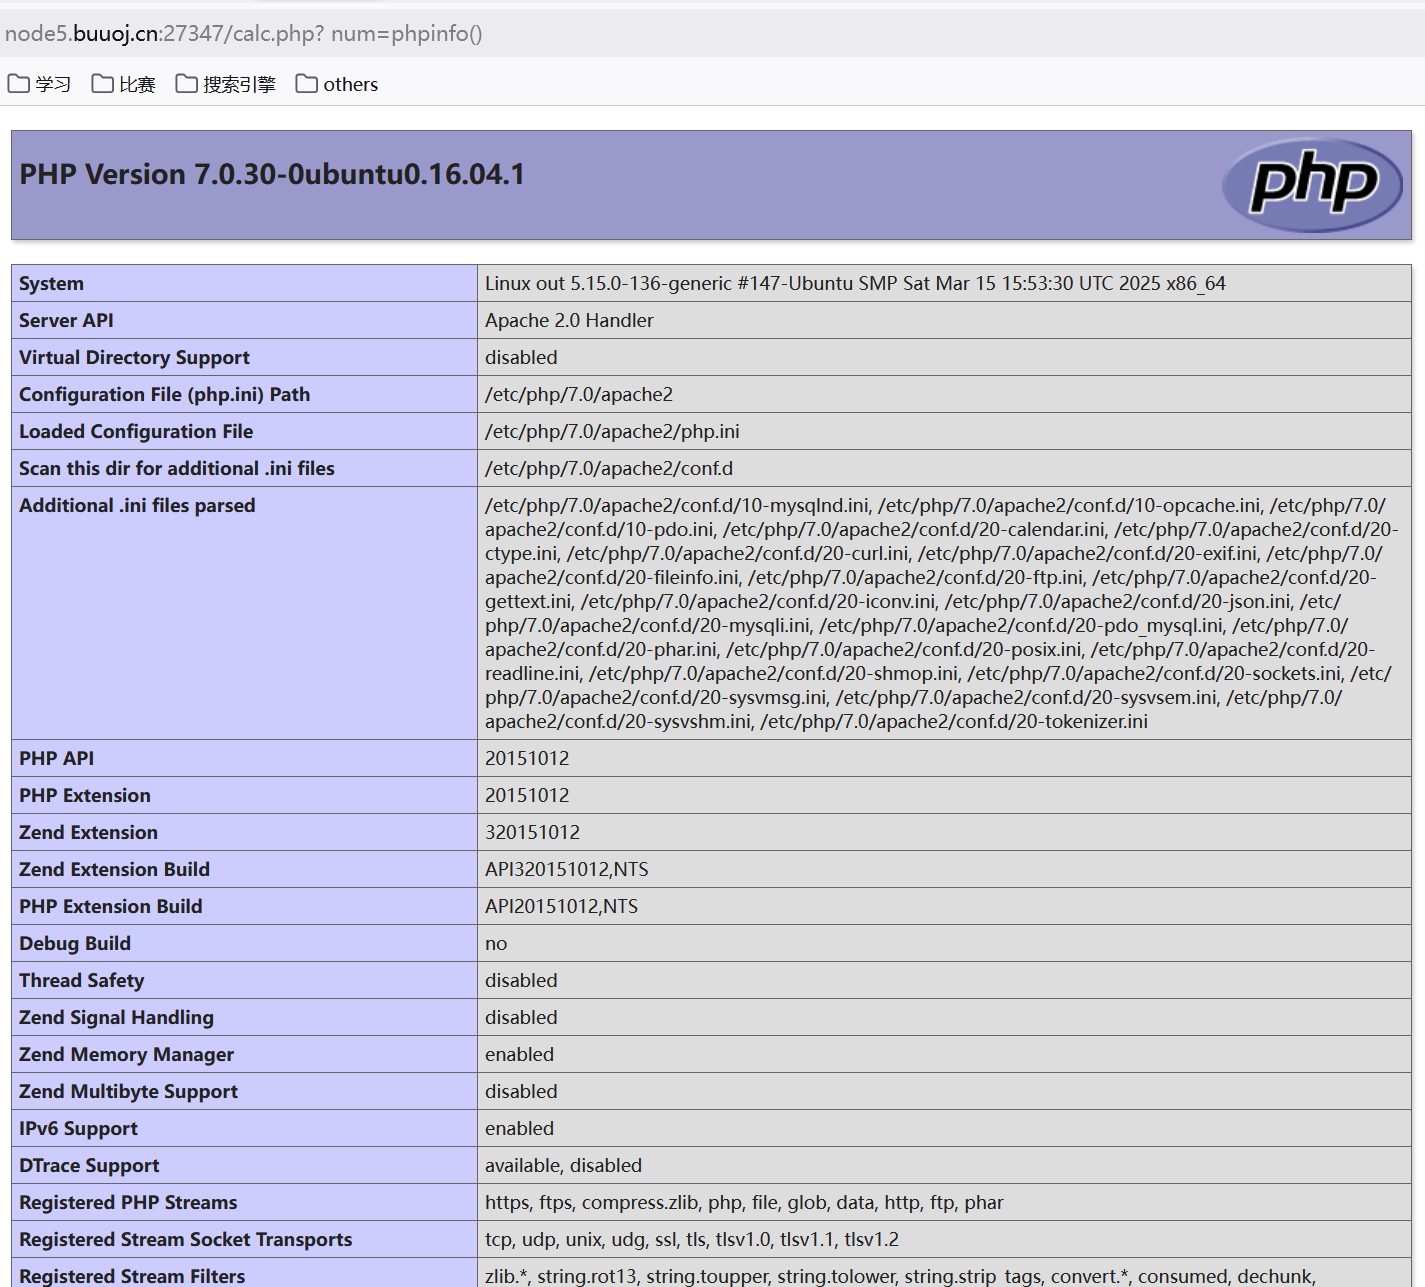 node5.buuoj.cn:27347/calc.php? num=phpinfo()
学习 比赛 搜索引擎 others
PHP Version 7.0.30-0ubuntu0.16.04.1
php
System Linux out 5.15.0-136-generic #147-Ubuntu SMP Sat Mar 15 15:53:30 UTC 2025 x86_64
Server API Apache 2.0 Handler
Virtual Directory Support disabled
Configuration File (php.ini) Path /etc/php/7.0/apache2
Loaded Configuration File /etc/php/7.0/apache2/php.ini
Scan this dir for additional .ini files /etc/php/7.0/apache2/conf.d
Additional .ini files parsed /etc/php/7.0/apache2/conf.d/10-mysqlnd.ini, /etc/php/7.0/apache2/conf.d/10-opcache.ini, /etc/php/7.0/
apache2/conf.d/10-pdo.ini, /etc/php/7.0/apache2/conf.d/20-calendar.ini, /etc/php/7.0/apache2/conf.d/20-
ctype.ini, /etc/php/7.0/apache2/conf.d/20-curl.ini, /etc/php/7.0/apache2/conf.d/20-exif.ini, /etc/php/7.0/
apache2/conf.d/20-fileinfo.ini, /etc/php/7.0/apache2/conf.d/20-ftp.ini, /etc/php/7.0/apache2/conf.d/20-
gettext.ini, /etc/php/7.0/apache2/conf.d/20-iconv.ini, /etc/php/7.0/apache2/conf.d/20-json.ini, /etc/
php/7.0/apache2/conf.d/20-mysqli.ini, /etc/php/7.0/apache2/conf.d/20-pdo_mysql.ini, /etc/php/7.0/
apache2/conf.d/20-phar.ini, /etc/php/7.0/apache2/conf.d/20-posix.ini, /etc/php/7.0/apache2/conf.d/20-
readline.ini, /etc/php/7.0/apache2/conf.d/20-shmop.ini, /etc/php/7.0/apache2/conf.d/20-sockets.ini, /etc/
php/7.0/apache2/conf.d/20-sysvmsg.ini, /etc/php/7.0/apache2/conf.d/20-sysvsem.ini, /etc/php/7.0/
apache2/conf.d/20-sysvshm.ini, /etc/php/7.0/apache2/conf.d/20-tokenizer.ini
PHP API 20151012
PHP Extension 20151012
Zend Extension 320151012
Zend Extension Build API320151012,NTS
PHP Extension Build API20151012,NTS
Debug Build no
Thread Safety disabled
Zend Signal Handling disabled
Zend Memory Manager enabled
Zend Multibyte Support disabled
IPv6 Support enabled
DTrace Support available, disabled
Registered PHP Streams https, ftps, compress.zlib, php, file, glob, data, http, ftp, phar
Registered Stream Socket Transports tcp, udp, unix, udg, ssl, tls, tlsv1.0, tlsv1.1, tlsv1.2
Registered Stream Filters zlib.*, string.rot13, string.toupper, string.tolower, string.strip_tags, convert.*, consumed, dechunk,